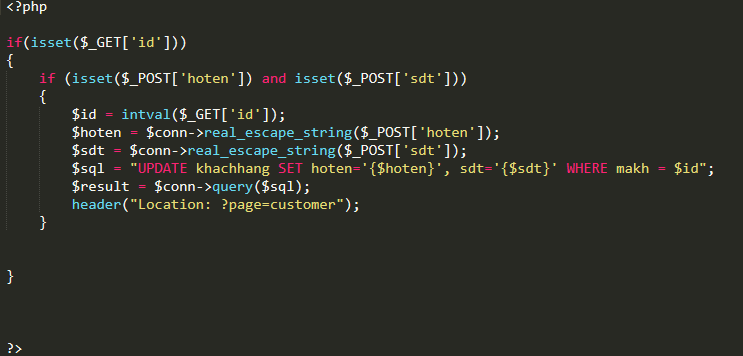 <?php
if(isset($_GET['id']))
{
if (isset($_POST['hoten']) and isset($_POST['sdt']))
{
$id = intval($_GET['id']);
$hoten = $conn->real_escape_string($_POST['hoten']);
$sdt = $conn->real_escape_string($_POST['sdt']);
$sql = "UPDATE khachhang SET hoten='{$hoten}', sdt='{$sdt}' WHERE makh = $id";
$result = $conn->query($sql);
header("Location: ?page=customer");
}
}
?>